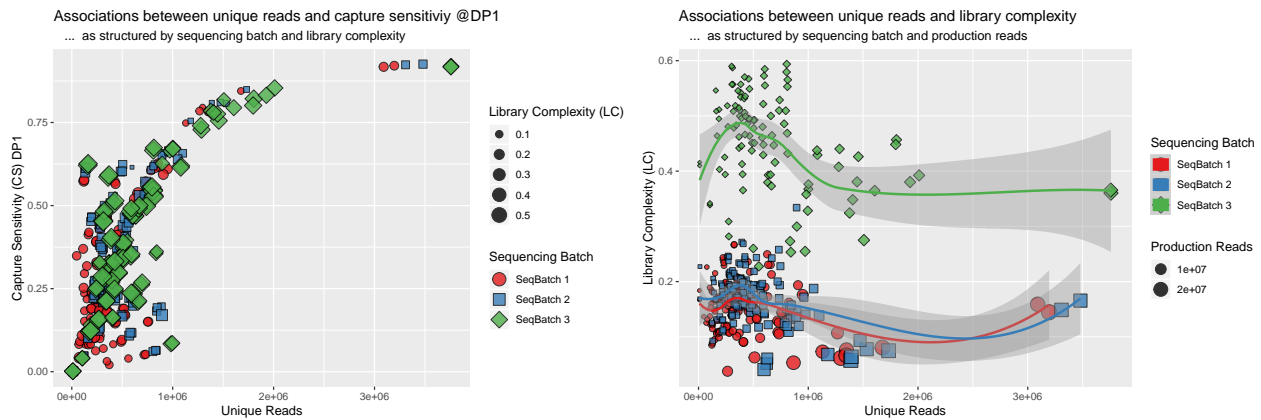 Associations betweeen unique reads and capture sensitiviy @DP1
... as structured by sequencing batch and library complexity
Capture Sensitivity (CS) DP1
0.75
0.50
0.25
0.00
0e+00
1e+06
2e+06
3e+06
Unique Reads
Library Complexity (LC)
0.1
0.2
0.3
0.4
0.5
Sequencing Batch
SeqBatch 1
SeqBatch 2
SeqBatch 3
Associations betweeen unique reads and library complexity
... as structured by sequencing batch and production reads
Library Complexity (LC)
0.6
0.4
0.2
0e+00
1e+06
2e+06
3e+06
Unique Reads
Sequencing Batch
SeqBatch 1
SeqBatch 2
SeqBatch 3
Production Reads
1e+07
2e+07